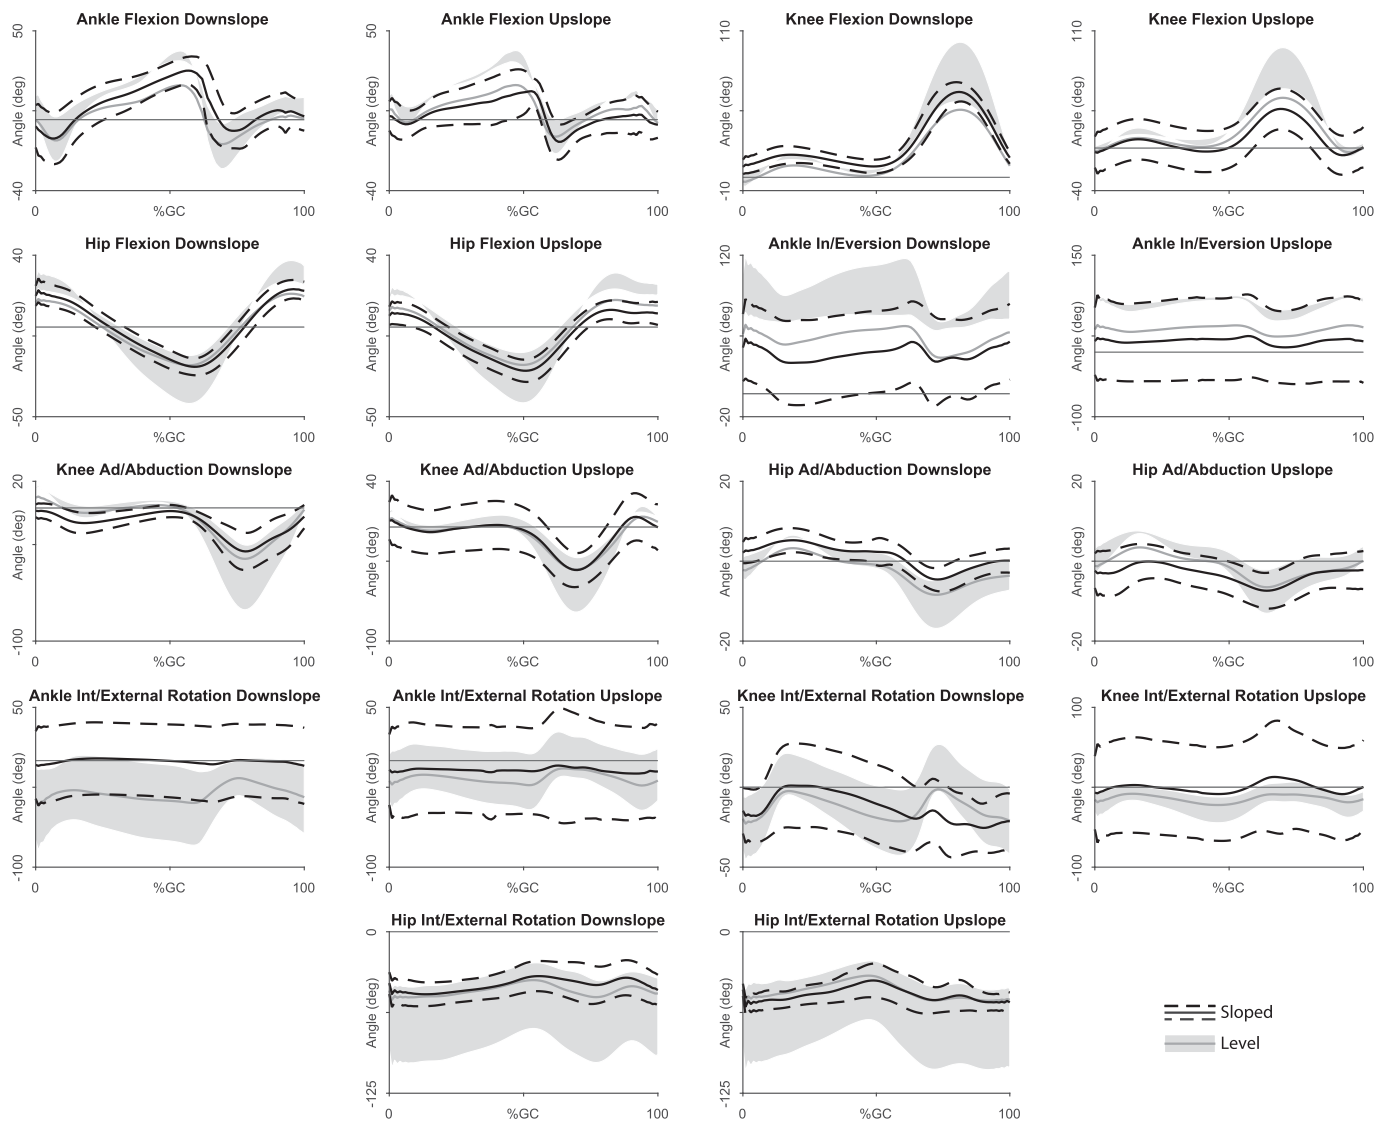 Ankle Flexion Downslope
50
Angle (deg)
-40
0
%GC
100
Ankle Flexion Upslope
50
Angle (deg)
-40
0
%GC
100
Knee Flexion Downslope
110
Angle (deg)
-10
0
%GC
100
Knee Flexion Upslope
110
Angle (deg)
-40
0
%GC
100
Hip Flexion Downslope
40
Angle (deg)
-50
0
%GC
100
Hip Flexion Upslope
40
Angle (deg)
-50
0
%GC
100
Ankle In/Eversion Downslope
120
Angle (deg)
-20
0
%GC
100
Ankle In/Eversion Upslope
150
Angle (deg)
-100
0
%GC
100
Knee Ad/Abduction Downslope
20
Angle (deg)
-100
0
%GC
100
Knee Ad/Abduction Upslope
40
Angle (deg)
-100
0
%GC
100
Hip Ad/Abduction Downslope
20
Angle (deg)
-20
0
%GC
100
Hip Ad/Abduction Upslope
20
Angle (deg)
-20
0
%GC
100
Ankle Int/External Rotation Downslope
50
Angle (deg)
-100
0
%GC
100
Ankle Int/External Rotation Upslope
50
Angle (deg)
-100
0
%GC
100
Knee Int/External Rotation Downslope
50
Angle (deg)
-50
0
%GC
100
Knee Int/External Rotation Upslope
100
Angle (deg)
-100
0
%GC
100
Hip Int/External Rotation Downslope
0
Angle (deg)
-125
0
%GC
100
Hip Int/External Rotation Upslope
0
Angle (deg)
-125
0
%GC
100
Sloped
Level